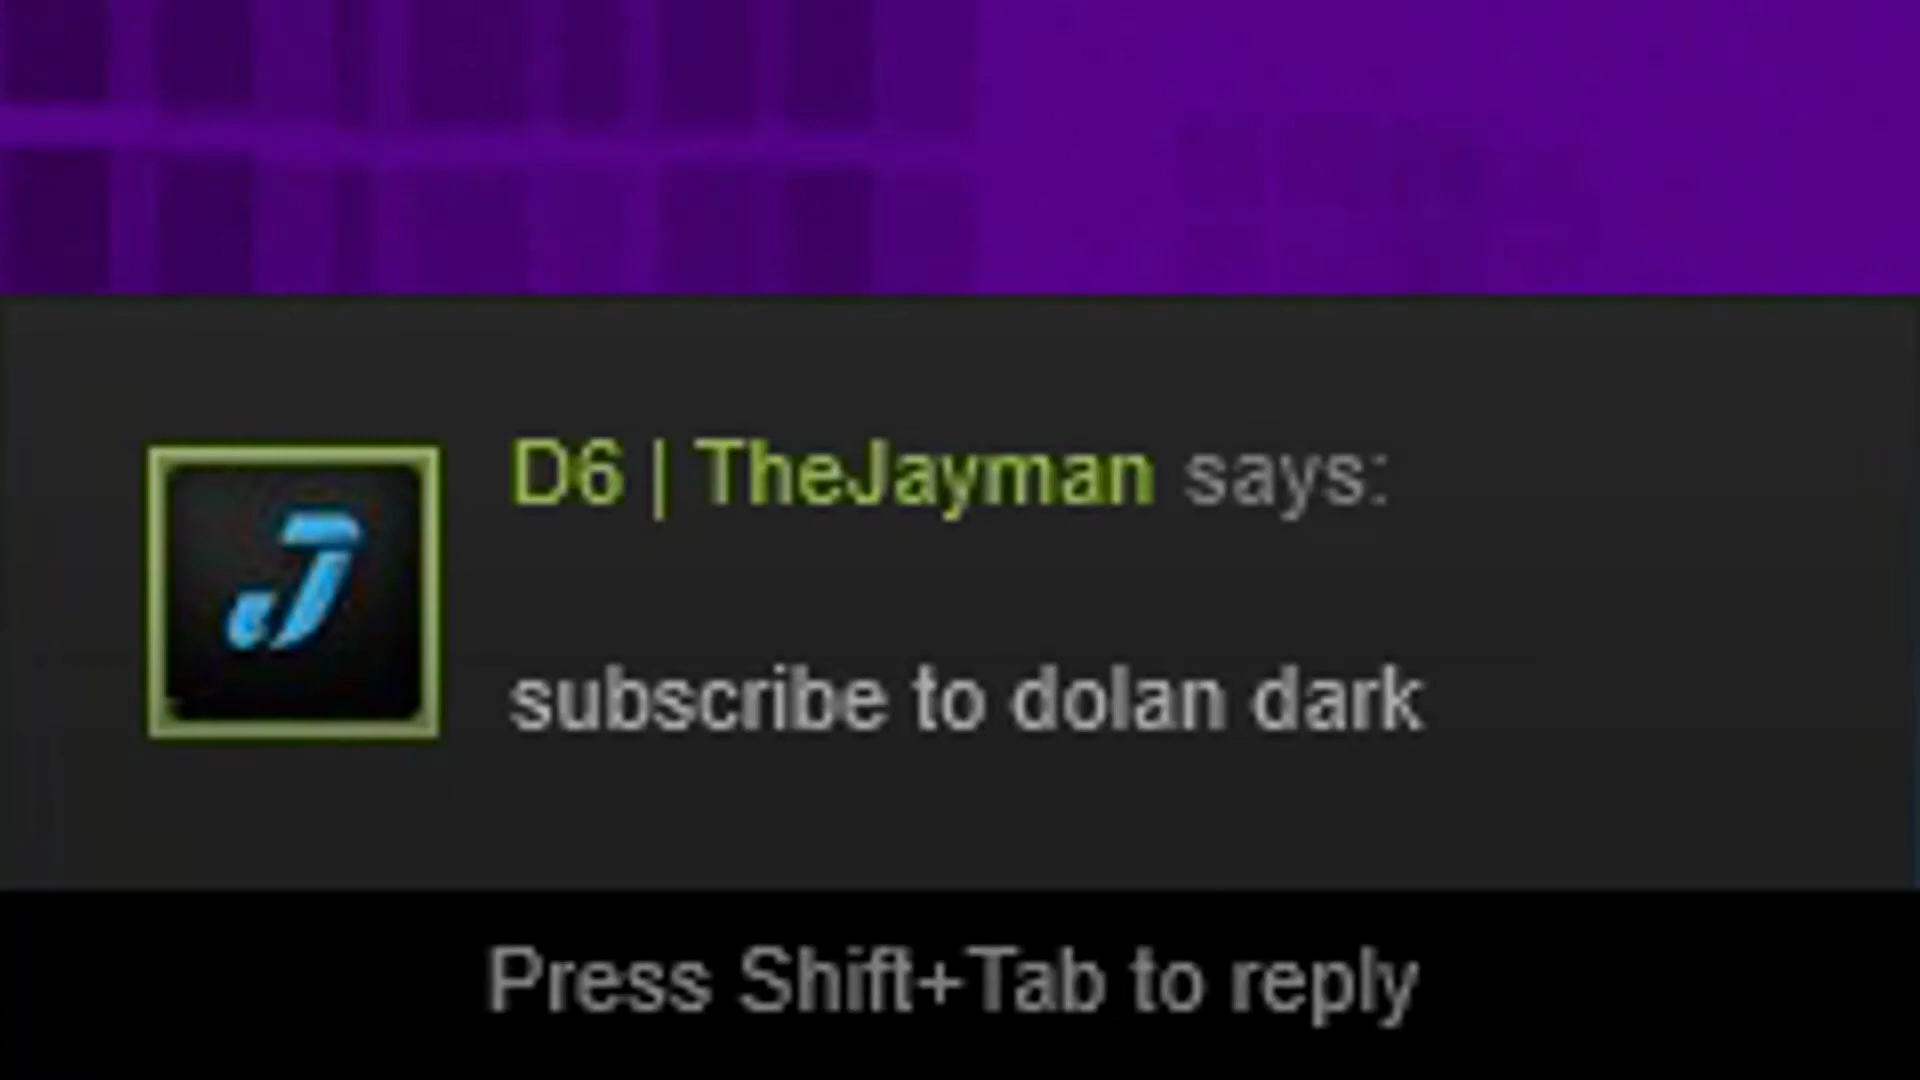 D6 | TheJayman says:
subscribe to dolan dark
J
Press Shift+Tab to reply